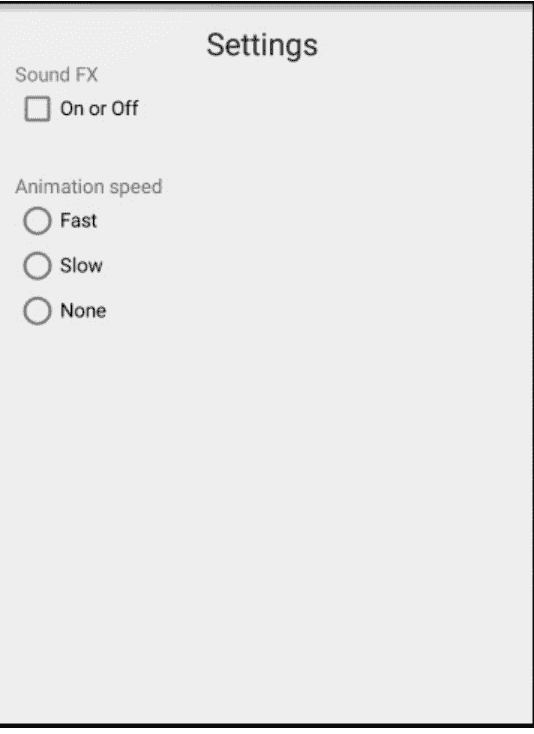 Settings
Sound FX
On or Off
Animation speed
Fast
Slow
None